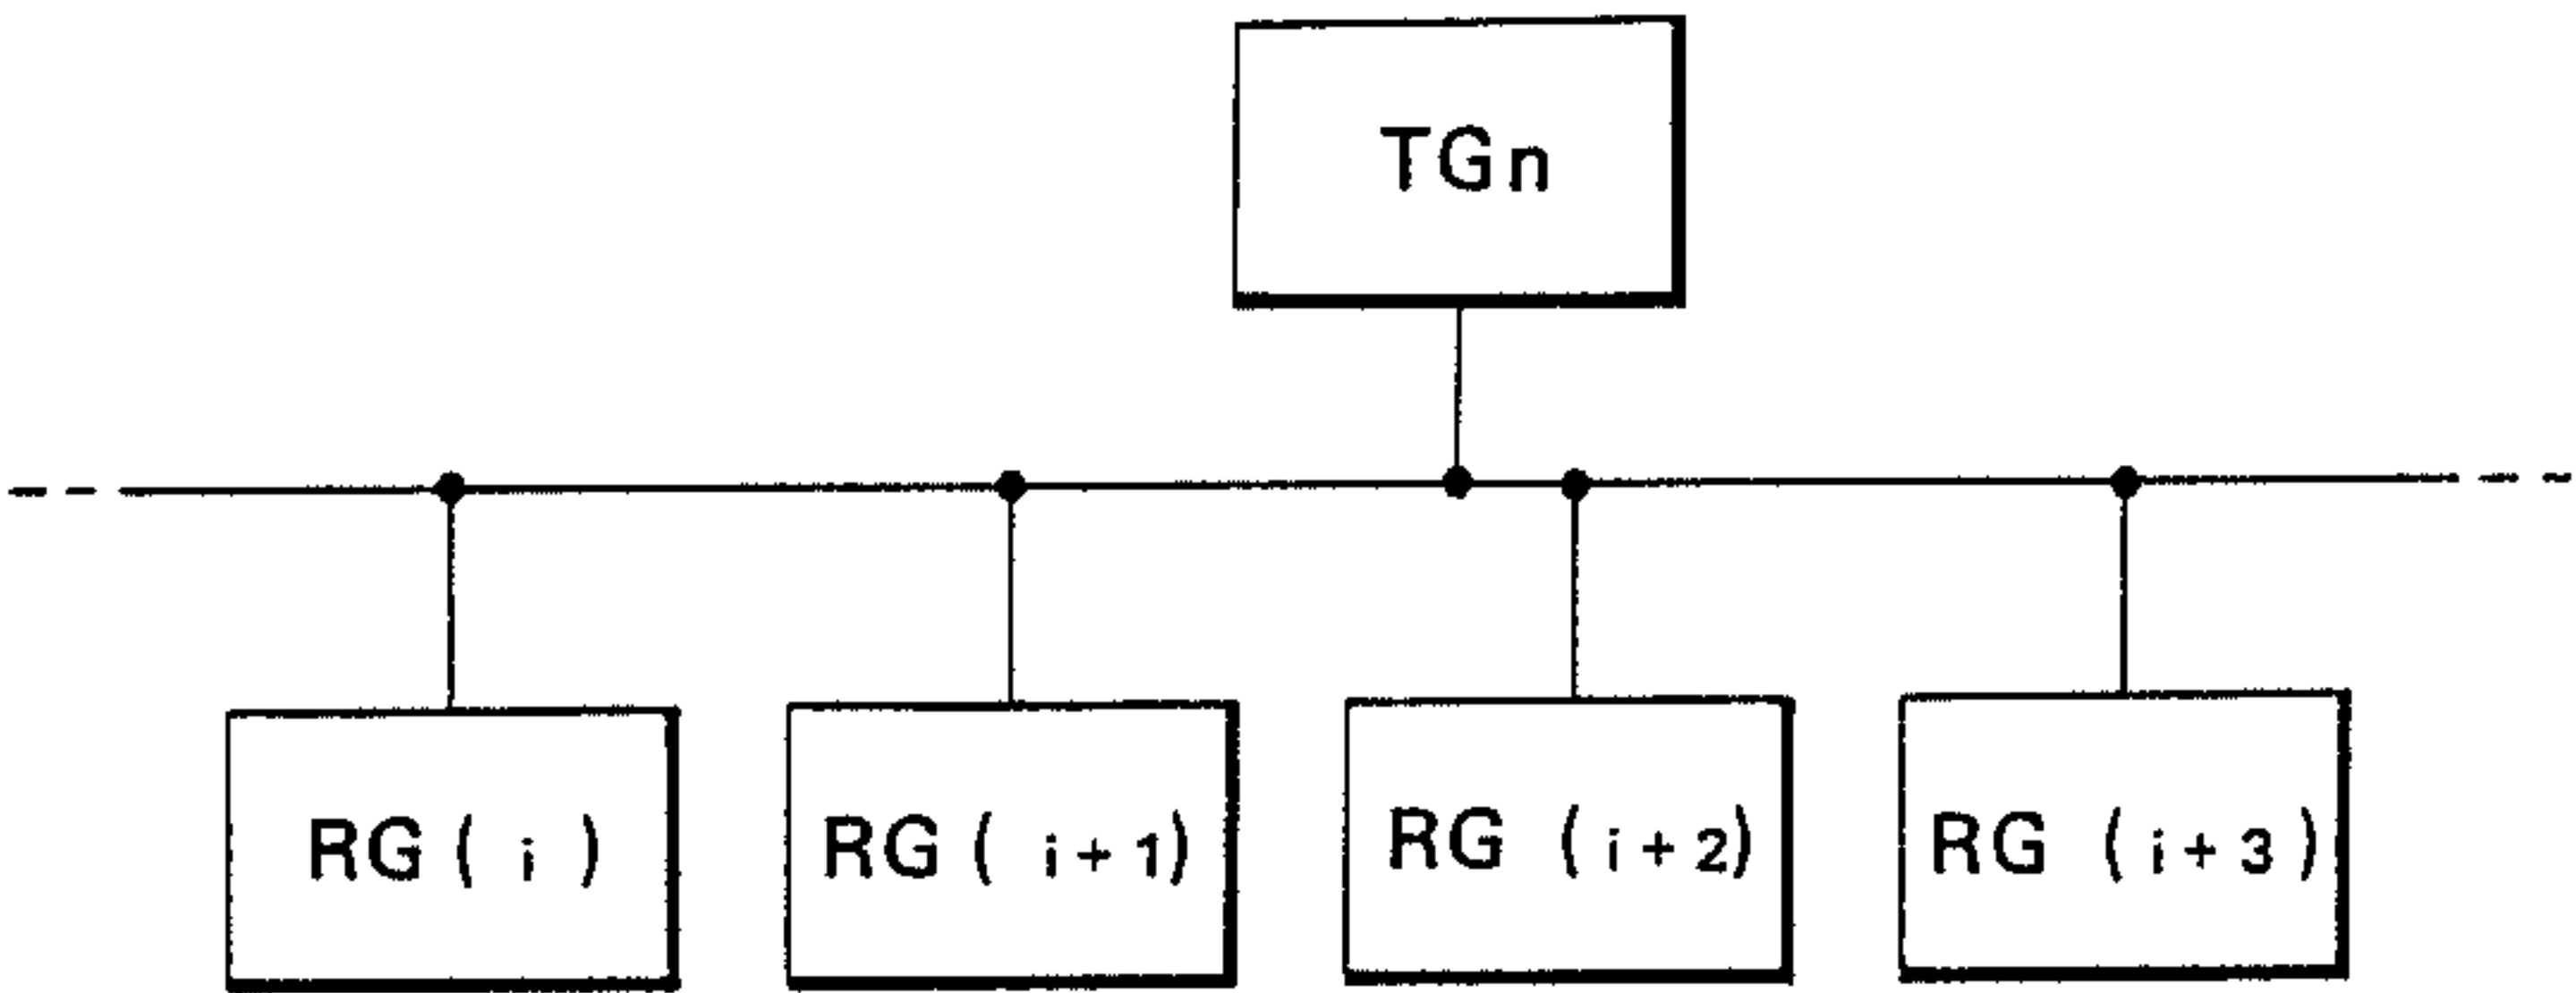 TGn
RG ( i )
RG ( i + 1)
RG ( i + 2)
RG ( i + 3 )